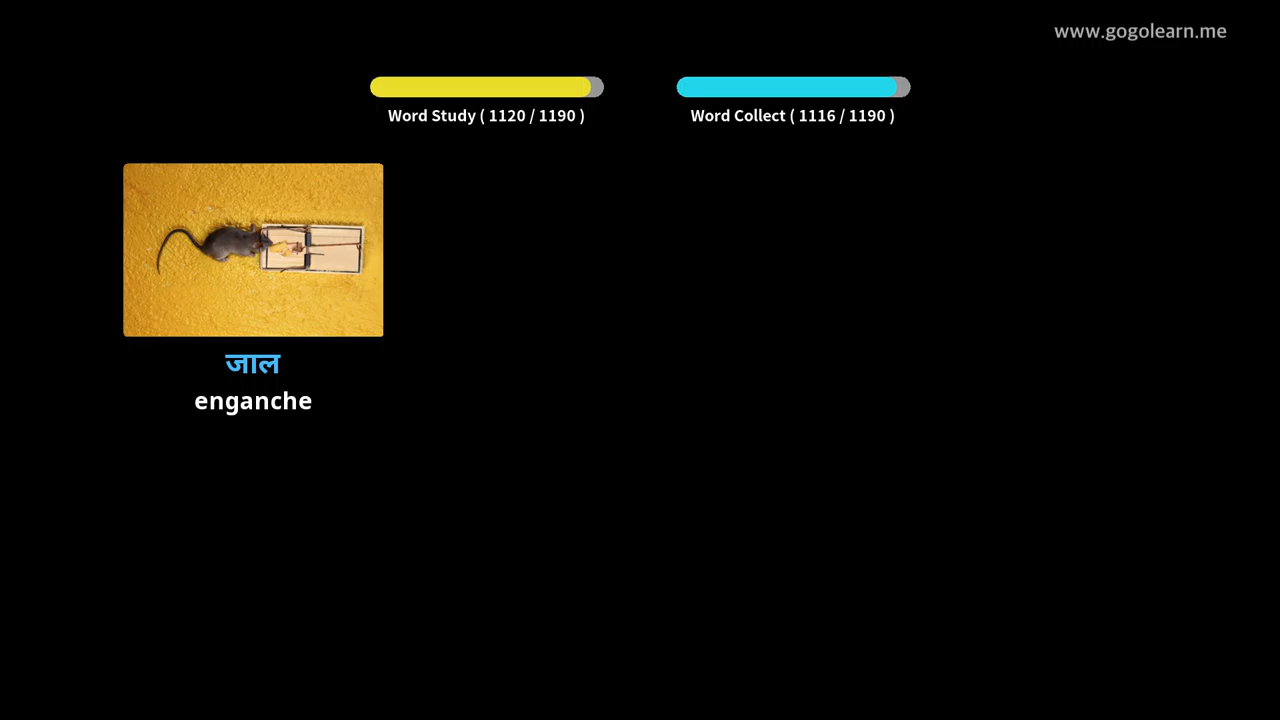 www.gogolearn.me
Word Study ( 1120 / 1190 )
Word Collect ( 1116 / 1190 )
जाल
enganche